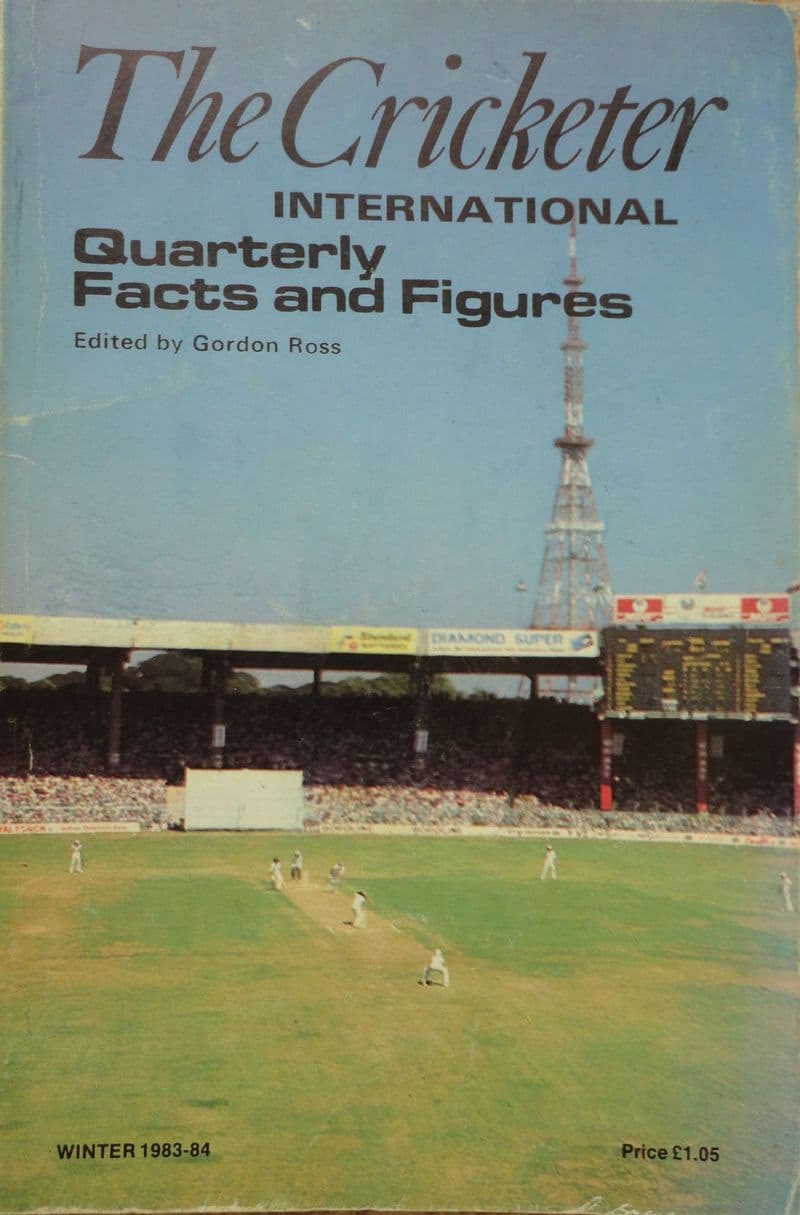 The Cricketer
INTERNATIONAL
Quarterly
Facts and Figures
Edited by Gordon Ross
DIAMOND SUPER
WINTER 1983-84
Price £1.05